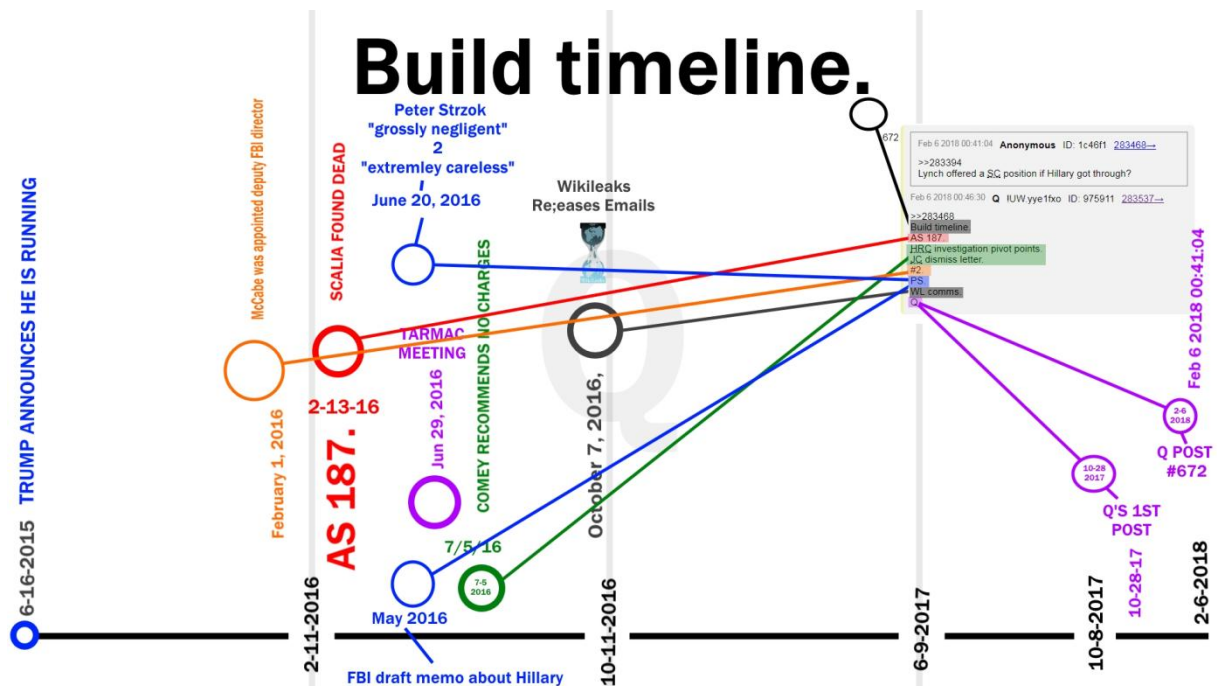 Build timeline.
Peter Strzok
"grossly negligent"
2
"extremley careless"
June 20, 2016
McCabe was appointed deputy FBI director
SCALIA FOUND DEAD
Wikileaks
Re;eases Emails
672
Feb 6 2018 00:41:04 Anonymous ID: 1c46f1 283468→
>>283394
Lynch offered a SC position if Hillary got through?
Feb 6 2018 00:46:30 Q !UW.yye1fxo ID: 975911 283537→
>>283468
Build timeline.
AS 187.
HRC investigation pivot points.
JC dismiss letter.
#2.
PS.
WL comms.
Q
TRUMP ANNOUNCES HE IS RUNNING
6-16-2015
COMEY RECOMMENDS NO CHARGES
TARMAC
MEETING
Jun 29, 2016
2-13-16
AS 187.
February 1, 2016
October 7, 2016,
Q
Feb 6 2018 00:41:04
2-6
2018
Q POST
#672
10-28
2017
Q'S 1ST
POST
10-28-17
7/5/16
7-5
2016
May 2016
FBI draft memo about Hillary
2-11-2016
10-11-2016
6-9-2017
10-8-2017
2-6-2018